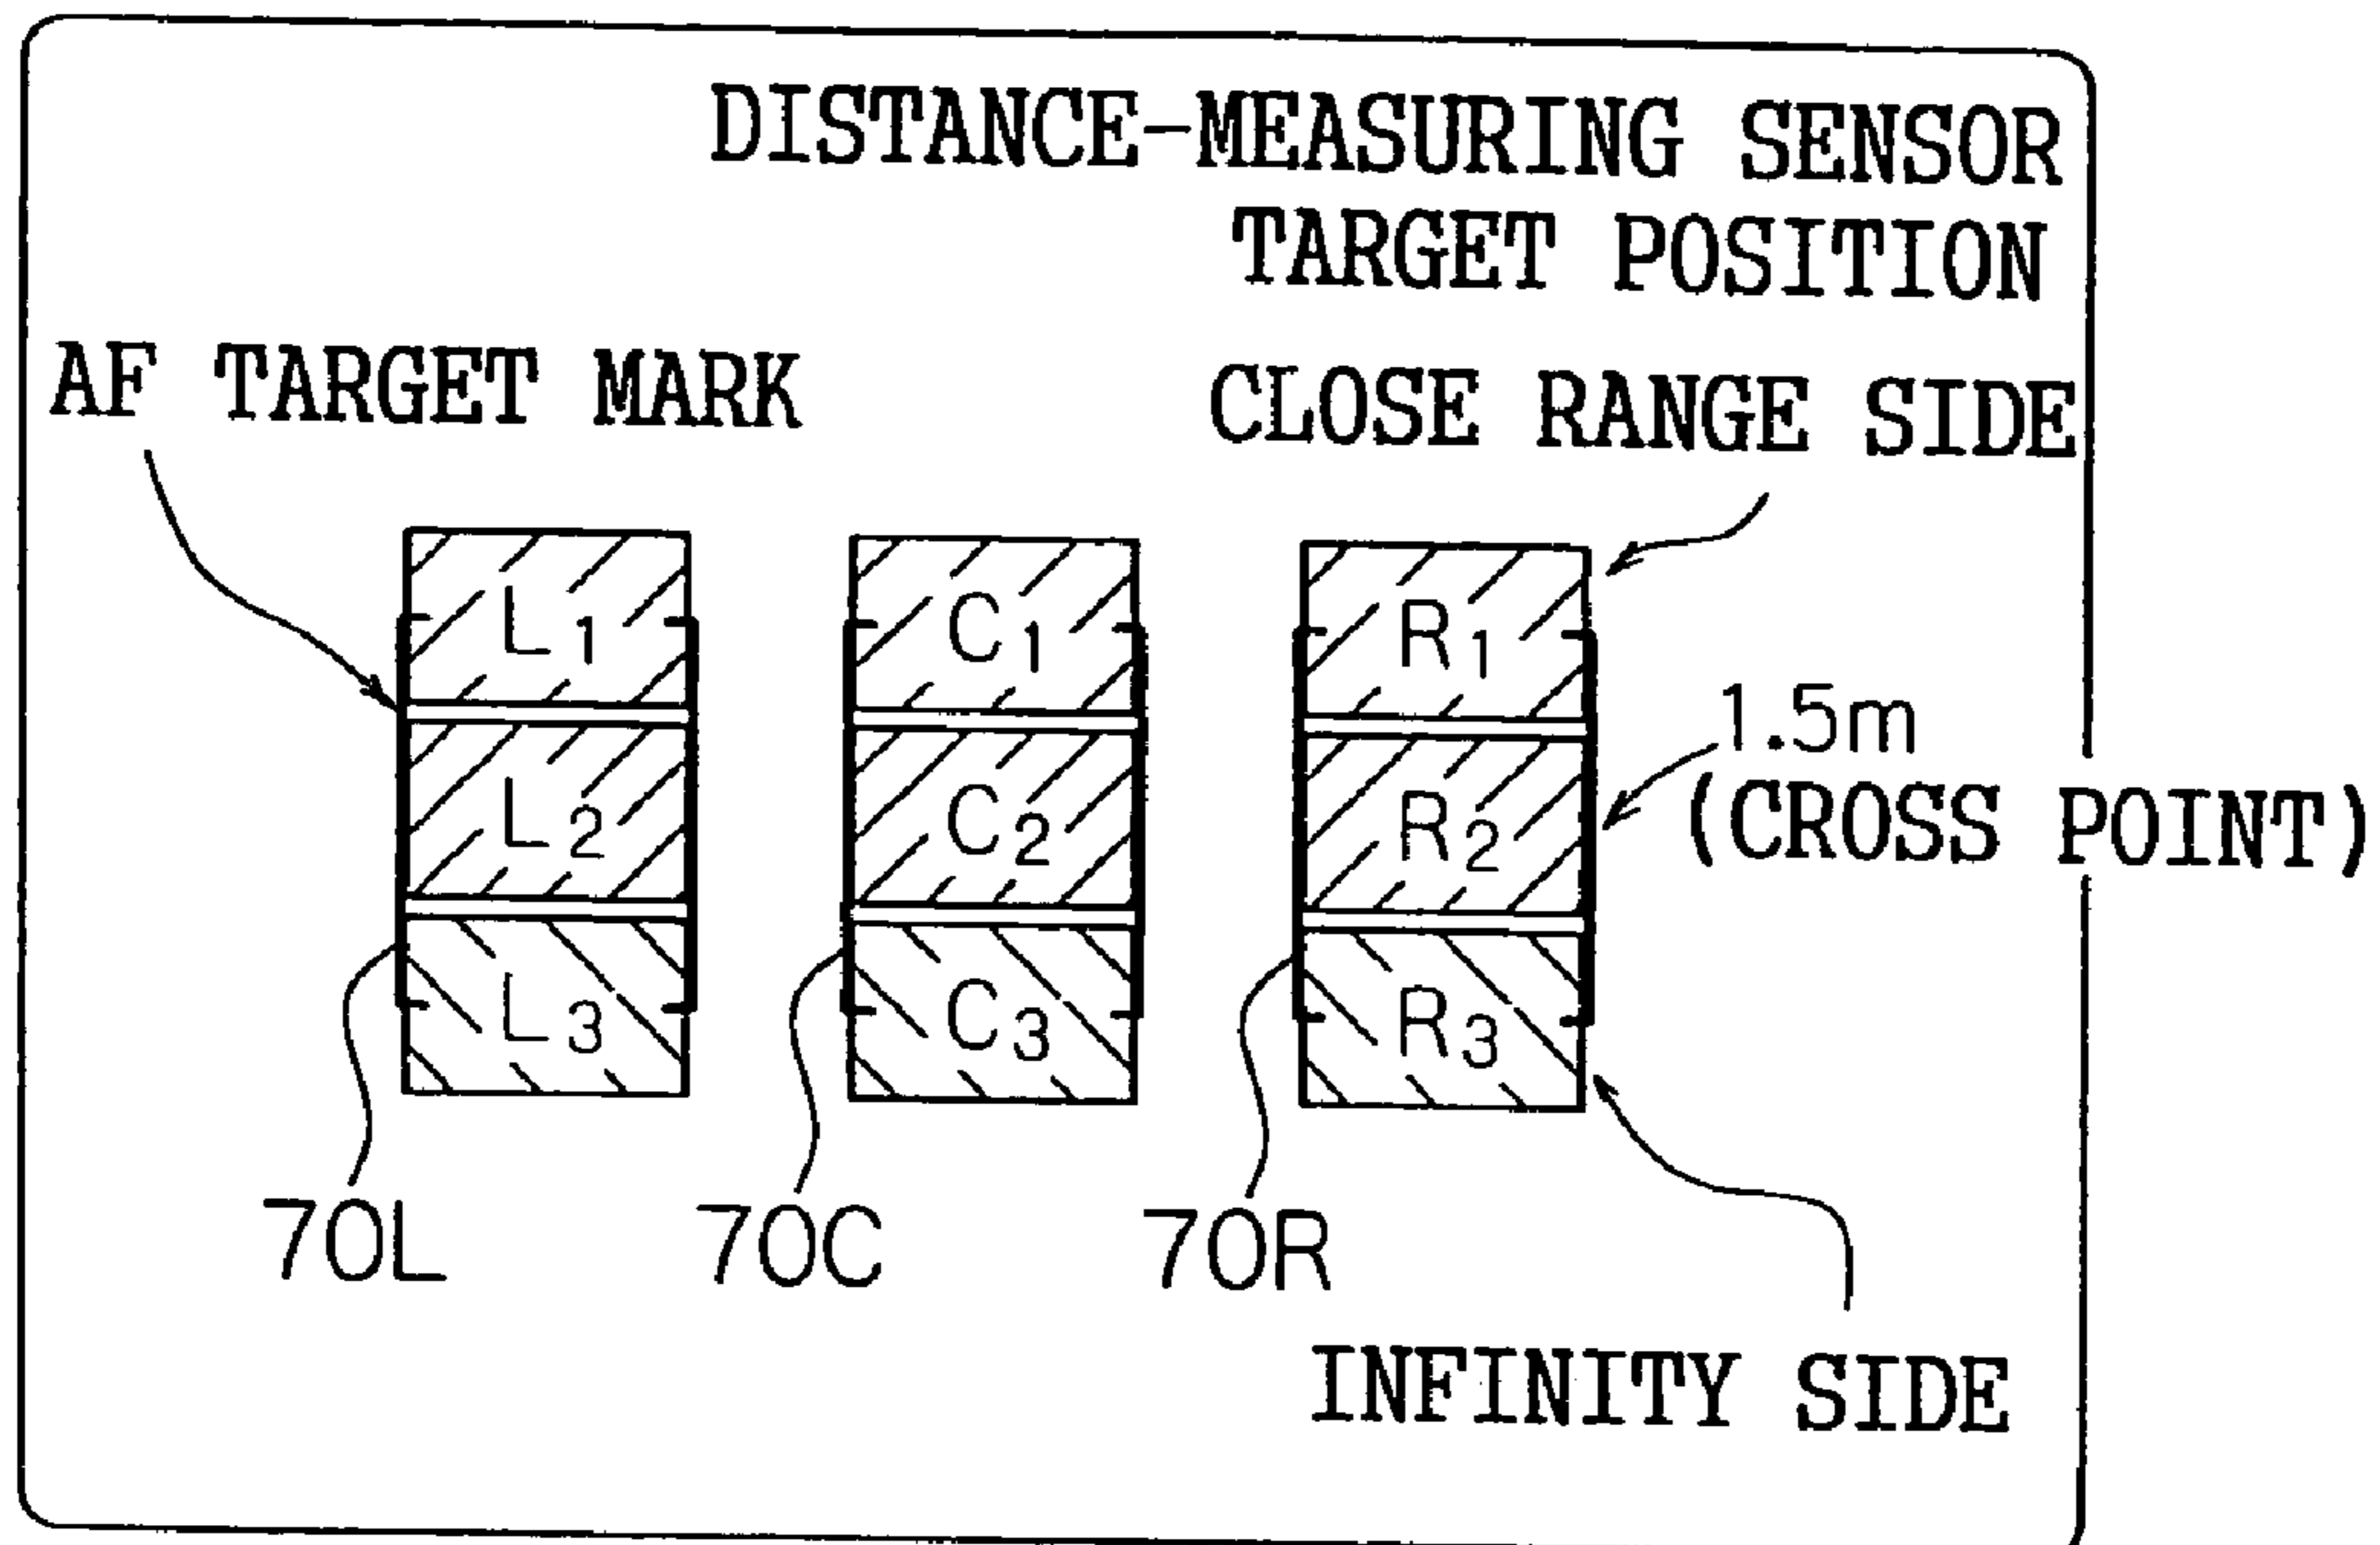 DISTANCE-MEASURING SENSOR
TARGET POSITION
AF TARGET MARK
CLOSE RANGE SIDE
L1 C1 R1
1.5m
L2 C2 R2
(CROSS POINT)
L3 C3 R3
70L 70C 70R
INFINITY SIDE